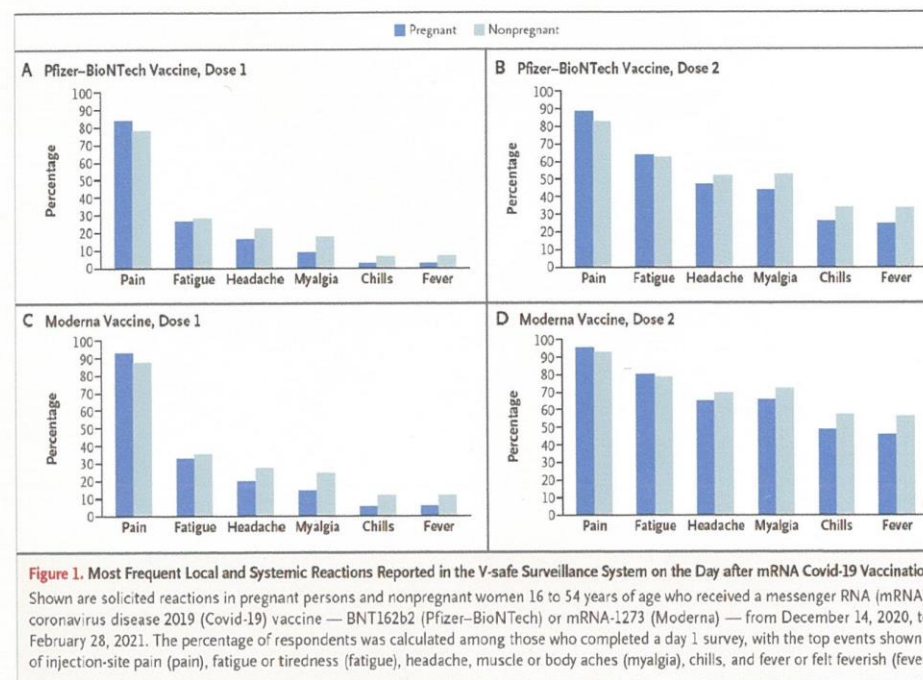 Pregnant Nonpregnant
A Pfizer–BioNTech Vaccine, Dose 1
Percentage
100
90
80
70
60
50
40
30
20
10
0
Pain Fatigue Headache Myalgia Chills Fever
B Pfizer–BioNTech Vaccine, Dose 2
Percentage
100
90
80
70
60
50
40
30
20
10
0
Pain Fatigue Headache Myalgia Chills Fever
C Moderna Vaccine, Dose 1
Percentage
100
90
80
70
60
50
40
30
20
10
0
Pain Fatigue Headache Myalgia Chills Fever
D Moderna Vaccine, Dose 2
Percentage
100
90
80
70
60
50
40
30
20
10
0
Pain Fatigue Headache Myalgia Chills Fever
Figure 1. Most Frequent Local and Systemic Reactions Reported in the V-safe Surveillance System on the Day after mRNA Covid-19 Vaccinatio
Shown are solicited reactions in pregnant persons and nonpregnant women 16 to 54 years of age who received a messenger RNA (mRNA
coronavirus disease 2019 (Covid-19) vaccine — BNT162b2 (Pfizer–BioNTech) or mRNA-1273 (Moderna) — from December 14, 2020, t
February 28, 2021. The percentage of respondents was calculated among those who completed a day 1 survey, with the top events shown
of injection-site pain (pain), fatigue or tiredness (fatigue), headache, muscle or body aches (myalgia), chills, and fever or felt feverish (feve